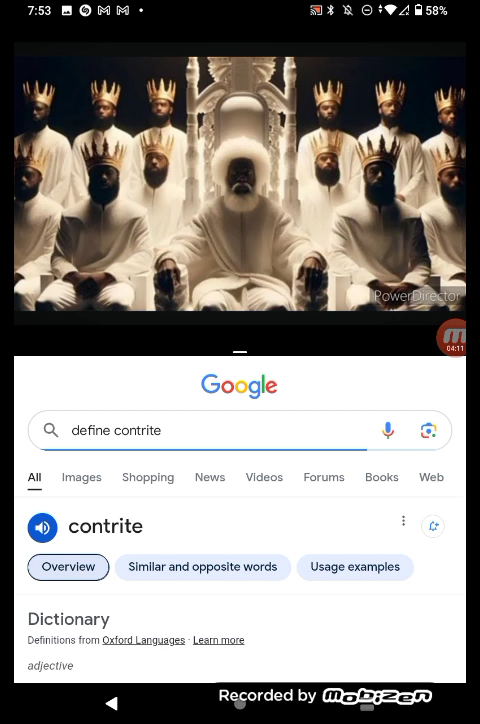 7:53
58%
PowerDirector
04:11
Google
define contrite
All Images Shopping News Videos Forums Books Web
contrite
Overview Similar and opposite words Usage examples
Dictionary
Definitions from Oxford Languages · Learn more
adjective
Recorded by Mobizen